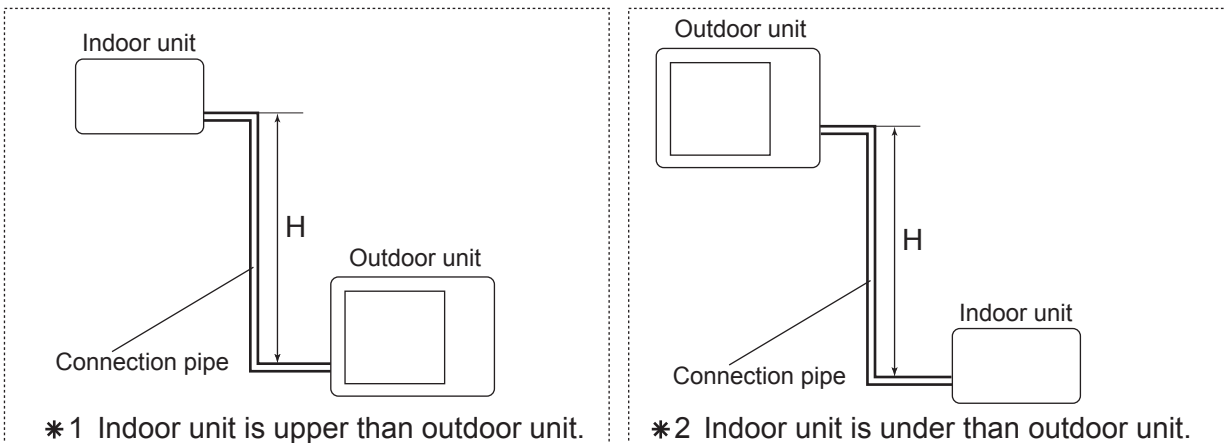 Indoor unit
H
Outdoor unit
Connection pipe
*1 Indoor unit is upper than outdoor unit.
Outdoor unit
H
Indoor unit
Connection pipe
*2 Indoor unit is under than outdoor unit.